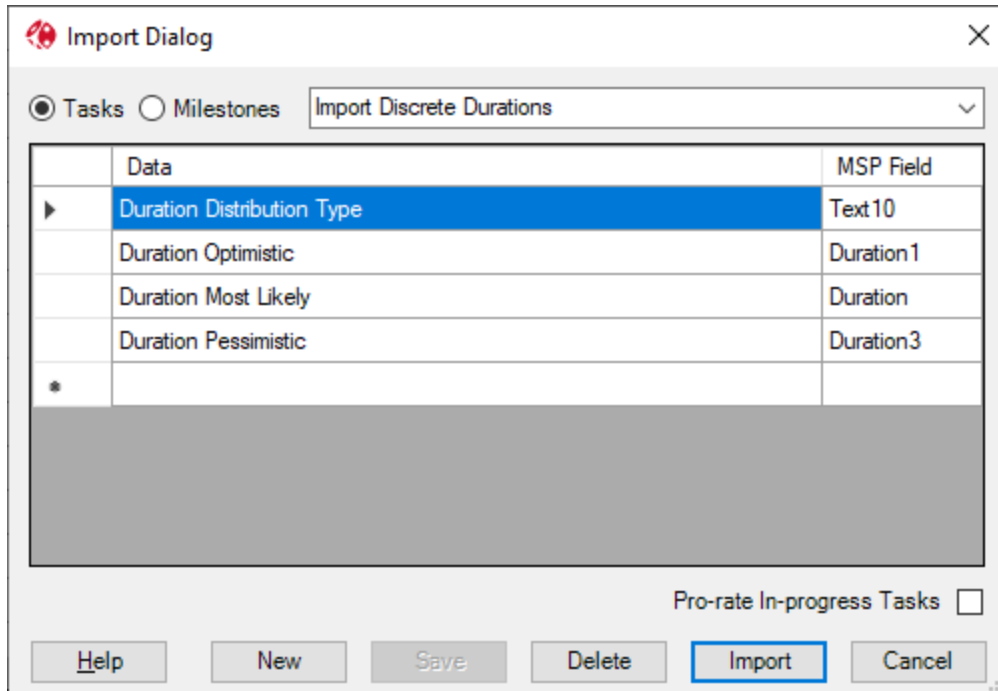 Import Dialog
Tasks Milestones Import Discrete Durations
Data MSP Field
Duration Distribution Type Text10
Duration Optimistic Duration1
Duration Most Likely Duration
Duration Pessimistic Duration3
Pro-rate In-progress Tasks
Help New Save Delete Import Cancel